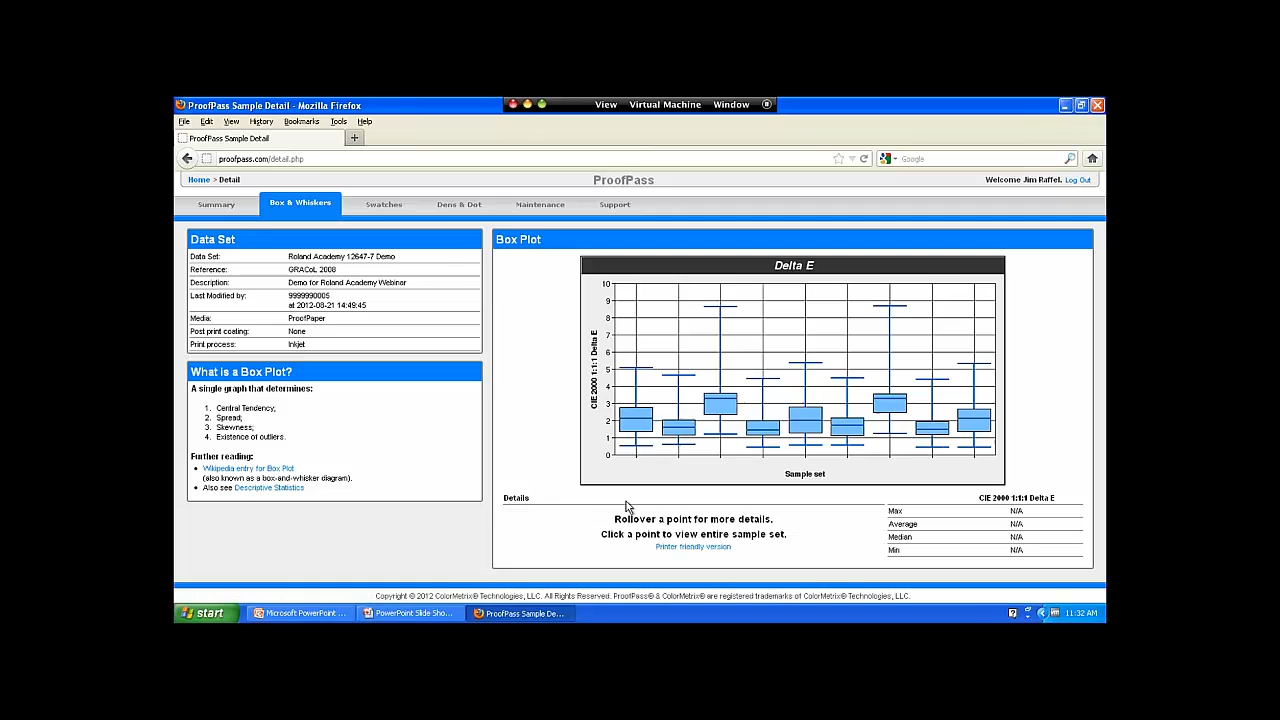 ProofPass Sample Detail - Mozilla Firefox
View Virtual Machine Window
File Edit View History Bookmarks Tools Help
ProofPass Sample Detail
proofpass.com/detail.php
Google
Home > Detail
ProofPass
Welcome Jim Raffel. Log Out
Summary Box & Whiskers Swatches Dens & Dot Maintenance Support
Data Set
Data Set: Roland Academy 12647-7 Demo
Reference: GRACoL 2008
Description: Demo for Roland Academy Webinar
Last Modified by: 9999990005
at 2012-08-21 14:49:45
Media: ProofPaper
Post print coating: None
Print process: Inkjet
What is a Box Plot?
A single graph that determines:
1. Central Tendency;
2. Spread;
3. Skewness;
4. Existence of outliers.
Further reading:
Wikipedia entry for Box Plot
(also known as a box-and-whisker diagram).
Also see Descriptive Statistics
Box Plot
Delta E
CIE 2000 1:1:1 Delta E
10
9
8
7
6
5
4
3
2
1
0
Sample set
Details
Rollover a point for more details.
Click a point to view entire sample set.
Printer friendly version
CIE 2000 1:1:1 Delta E
Max N/A
Average N/A
Median N/A
Min N/A
Copyright © 2012 ColorMetrix® Technologies, LLC. All Rights Reserved. ProofPass® & ColorMetrix® are registered trademarks of ColorMetrix® Technologies, LLC.
start
Microsoft PowerPoint ...
PowerPoint Slide Sho...
ProofPass Sample De...
11:32 AM